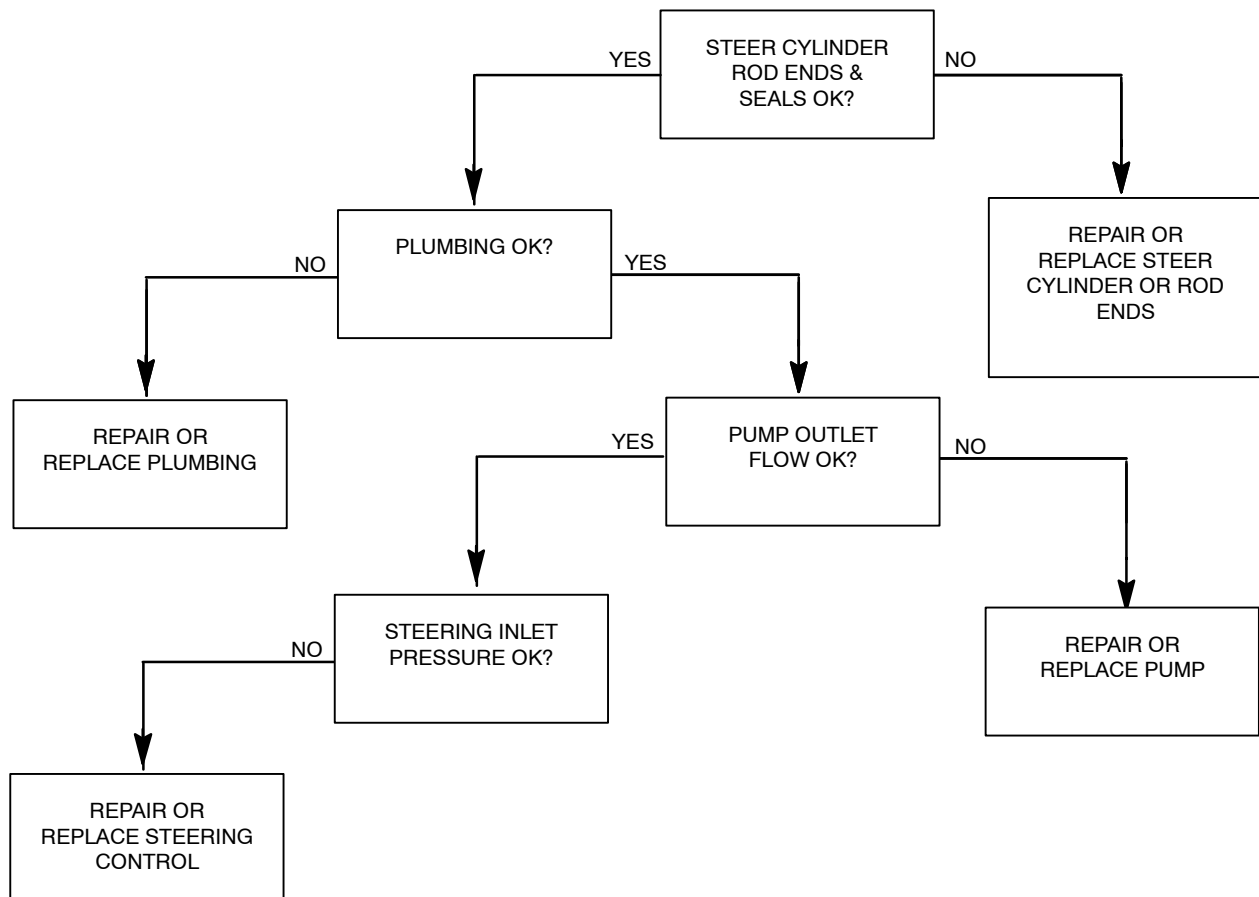 STEER CYLINDER
ROD ENDS &
SEALS OK?
YES
NO
PLUMBING OK?
NO
YES
REPAIR OR
REPLACE STEER
CYLINDER OR ROD
ENDS
REPAIR OR
REPLACE PLUMBING
PUMP OUTLET
FLOW OK?
YES
NO
STEERING INLET
PRESSURE OK?
NO
REPAIR OR
REPLACE PUMP
REPAIR OR
REPLACE STEERING
CONTROL